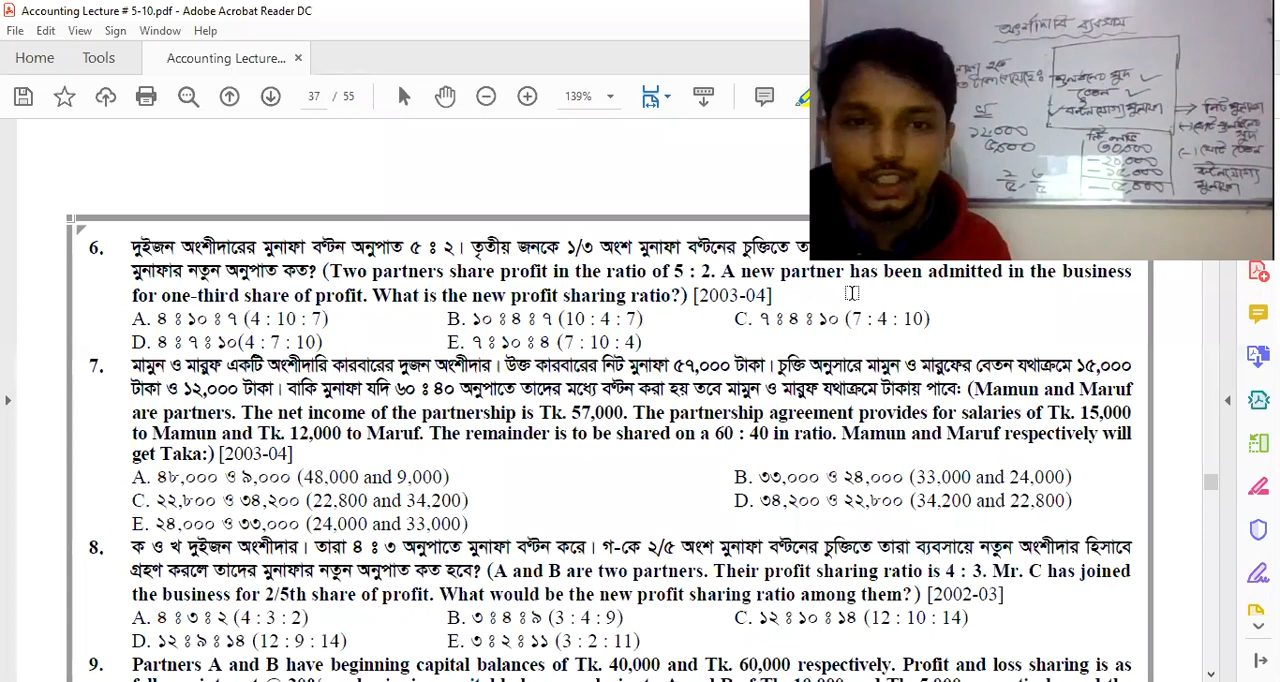 Accounting Lecture # 5-10.pdf - Adobe Acrobat Reader DC
File Edit View Sign Window Help
Home Tools Accounting Lecture... ×
37 / 55 139%
অংশীদারি ব্যবসায়
মূলধনের সুদ
বেতন
বন্টনযোগ্য মুনাফা
খ
১২০০০
৫৬০০
নিট মুনাফা
৩০,০০০
(-) মোট বেতন
বন্টনযোগ্য
মুনাফা
6. দুইজন অংশীদারের মুনাফা বণ্টন অনুপাত ৫ ঃ ২। তৃতীয় জনকে ১/৩ অংশ মুনাফা বণ্টনের চুক্তিতে
মুনাফার নতুন অনুপাত কত? (Two partners share profit in the ratio of 5 : 2. A new partner has been admitted in the business
for one-third share of profit. What is the new profit sharing ratio?) [2003-04]
A. ৪ ঃ ১০ ঃ ৭ (4 : 10 : 7) B. ১০ ঃ ৪ ঃ ৭ (10 : 4 : 7) C. ৭ ঃ ৪ ঃ ১০ (7 : 4 : 10)
D. ৪ ঃ ৭ ঃ ১০(4 : 7 : 10) E. ৭ ঃ ১০ ঃ ৪ (7 : 10 : 4)
7. মামুন ও মারুফ একটি অংশীদারি কারবারের দুজন অংশীদার। উক্ত কারবারের নিট মুনাফা ৫৭,০০০ টাকা। চুক্তি অনুসারে মামুন ও মারুফের বেতন যথাক্রমে ১৫,০০০
টাকা ও ১২,০০০ টাকা। বাকি মুনাফা যদি ৬০ ঃ ৪০ অনুপাতে তাদের মধ্যে বণ্টন করা হয় তবে মামুন ও মারুফ যথাক্রমে টাকায় পাবেঃ (Mamun and Maruf
are partners. The net income of the partnership is Tk. 57,000. The partnership agreement provides for salaries of Tk. 15,000
to Mamun and Tk. 12,000 to Maruf. The remainder is to be shared on a 60 : 40 in ratio. Mamun and Maruf respectively will
get Taka:) [2003-04]
A. ৪৮,০০০ ও ৯,০০০ (48,000 and 9,000) B. ৩৩,০০০ ও ২৪,০০০ (33.000 and 24,000)
C. ২২,৮০০ ও ৩৪,২০০ (22,800 and 34,200) D. ৩৪,২০০ ও ২২,৮০০ (34,200 and 22,800)
E. ২৪,০০০ ও ৩৩,০০০ (24,000 and 33,000)
8. ক ও খ দুইজন অংশীদার। তারা ৪ ঃ ৩ অনুপাতে মুনাফা বণ্টন করে। গ-কে ২/৫ অংশ মুনাফা বণ্টনের চুক্তিতে তারা ব্যবসায়ে নতুন অংশীদার হিসাবে
গ্রহণ করলে তাদের মুনাফার নতুন অনুপাত কত হবে? (A and B are two partners. Their profit sharing ratio is 4 : 3. Mr. C has joined
the business for 2/5th share of profit. What would be the new profit sharing ratio among them?) [2002-03]
A. ৪ ঃ ৩ ঃ ২ (4 : 3 : 2) B. ৩ ঃ ৪ ঃ ৯ (3 : 4 : 9) C. ১২ ঃ ১০ ঃ ১৪ (12 : 10 : 14)
D. ১২ ঃ ৯ ঃ ১৪ (12 : 9 : 14) E. ৩ ঃ ২ ঃ ১১ (3 : 2 : 11)
9. Partners A and B have beginning capital balances of Tk. 40,000 and Tk. 60,000 respectively. Profit and loss sharing is as